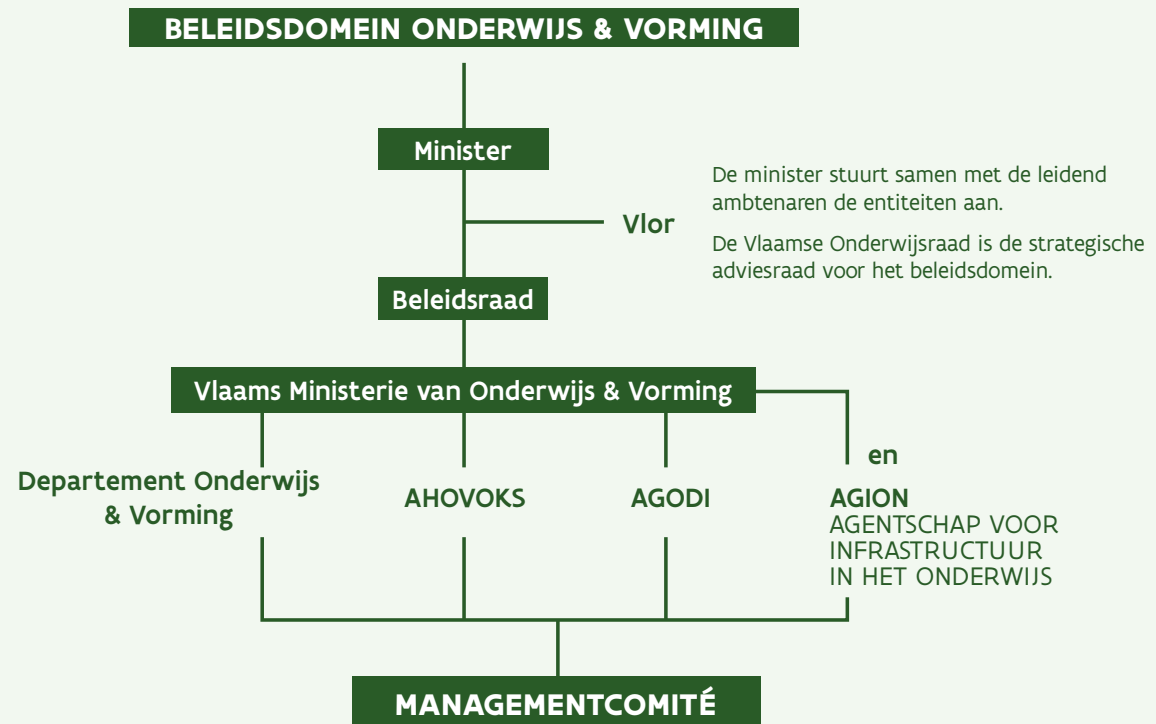 BELEIDSDOMEIN ONDERWIJS & VORMING
Minister
De minister stuurt samen met de leidend
ambtenaren de entiteiten aan.
Vlor
De Vlaamse Onderwijsraad is de strategische
adviesraad voor het beleidsdomein.
Beleidsraad
Vlaams Ministerie van Onderwijs & Vorming
Departement Onderwijs
& Vorming
AHOVOKS
AGODI
en
AGION
AGENTSCHAP VOOR
INFRASTRUCTUUR
IN HET ONDERWIJS
MANAGEMENTCOMITÉ